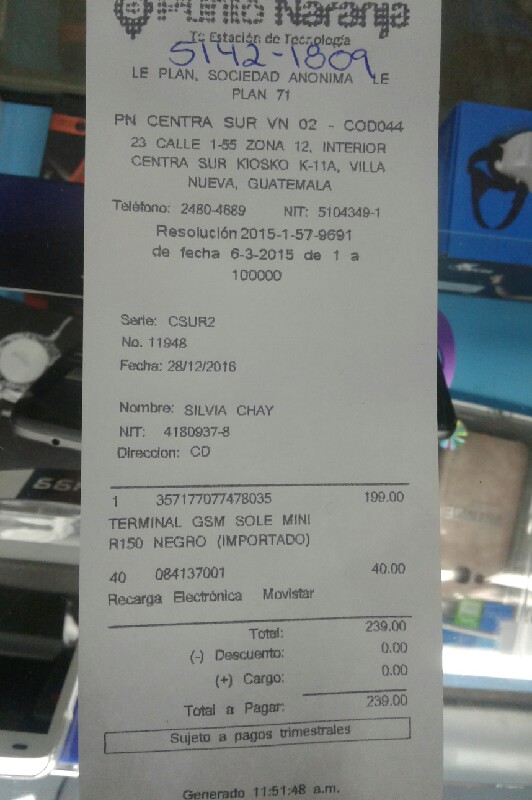 Punto Naranja
Tu Estación de Tecnología
5142-1809
LE PLAN, SOCIEDAD ANONIMA LE
PLAN 71
PN CENTRA SUR VN 02 - COD044
23 CALLE 1-55 ZONA 12, INTERIOR
CENTRA SUR KIOSKO K-11A, VILLA
NUEVA, GUATEMALA
Teléfono: 2480-4689 NIT: 5104349-1
Resolución 2015-1-57-9691
de fecha 6-3-2015 de 1 a
100000
Serie: CSUR2
No. 11948
Fecha: 28/12/2016
Nombre: SILVIA CHAY
NIT: 4180937-8
Direccion: CD
1 357177077478035 199.00
TERMINAL GSM SOLE MINI
R150 NEGRO (IMPORTADO)
40 084137001 40.00
Recarga Electrónica Movistar
Total: 239.00
(-) Descuento: 0.00
(+) Cargo: 0.00
Total a Pagar: 239.00
Sujeto a pagos trimestrales
Generado 11:51:48 a.m.